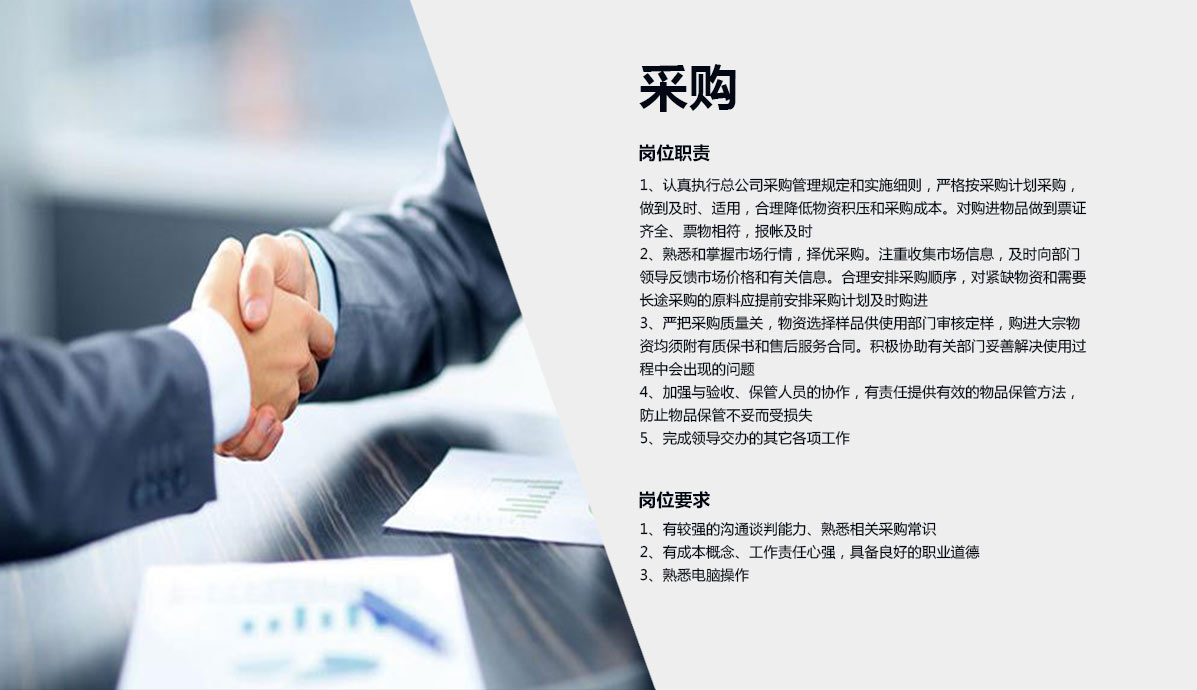 采购
岗位职责
1、认真执行总公司采购管理规定和实施细则，严格按采购计划采购，
做到及时、适用，合理降低物资积压和采购成本。对购进物品做到票证
齐全、票物相符，报帐及时
2、熟悉和掌握市场行情，择优采购。注重收集市场信息，及时向部门
领导反馈市场价格和有关信息。合理安排采购顺序，对紧缺物资和需要
长途采购的原料应提前安排采购计划及时购进
3、严把采购质量关，物资选择样品供使用部门审核定样，购进大宗物
资均须附有质保书和售后服务合同。积极协助有关部门妥善解决使用过
程中会出现的问题
4、加强与验收、保管人员的协作，有责任提供有效的物品保管方法，
防止物品保管不妥而受损失
5、完成领导交办的其它各项工作
岗位要求
1、有较强的沟通谈判能力、熟悉相关采购常识
2、有成本概念、工作责任心强，具备良好的职业道德
3、熟悉电脑操作